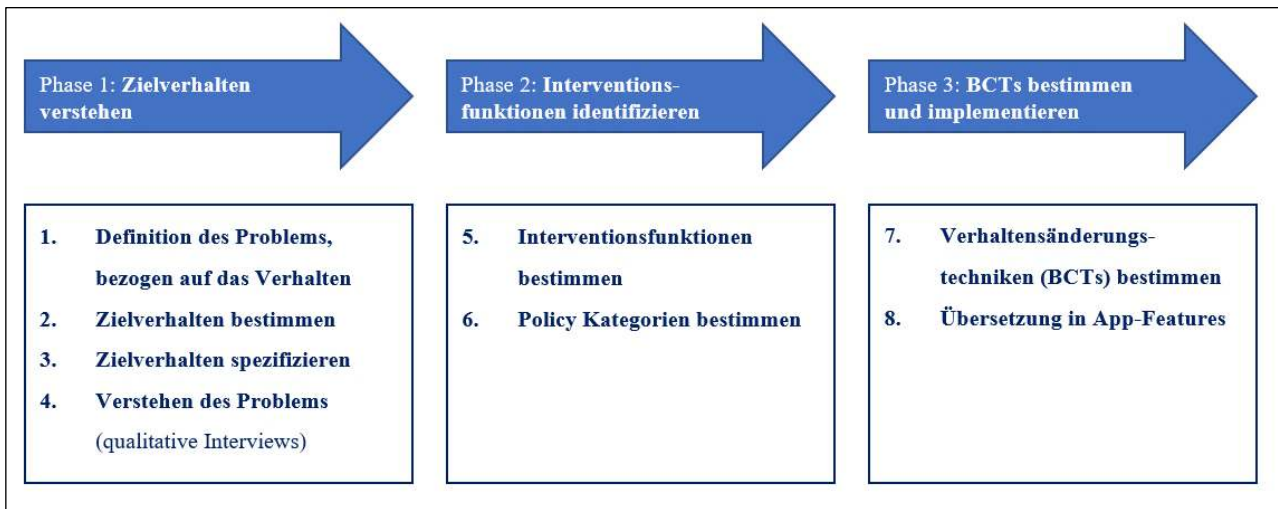 Phase 1: Zielverhalten
verstehen
Phase 2: Interventions-
funktionen identifizieren
Phase 3: BCTs bestimmen
und implementieren
1. Definition des Problems,
bezogen auf das Verhalten
2. Zielverhalten bestimmen
3. Zielverhalten spezifizieren
4. Verstehen des Problems
(qualitative Interviews)
5. Interventionsfunktionen
bestimmen
6. Policy Kategorien bestimmen
7. Verhaltensänderungs-
techniken (BCTs) bestimmen
8. Übersetzung in App-Features